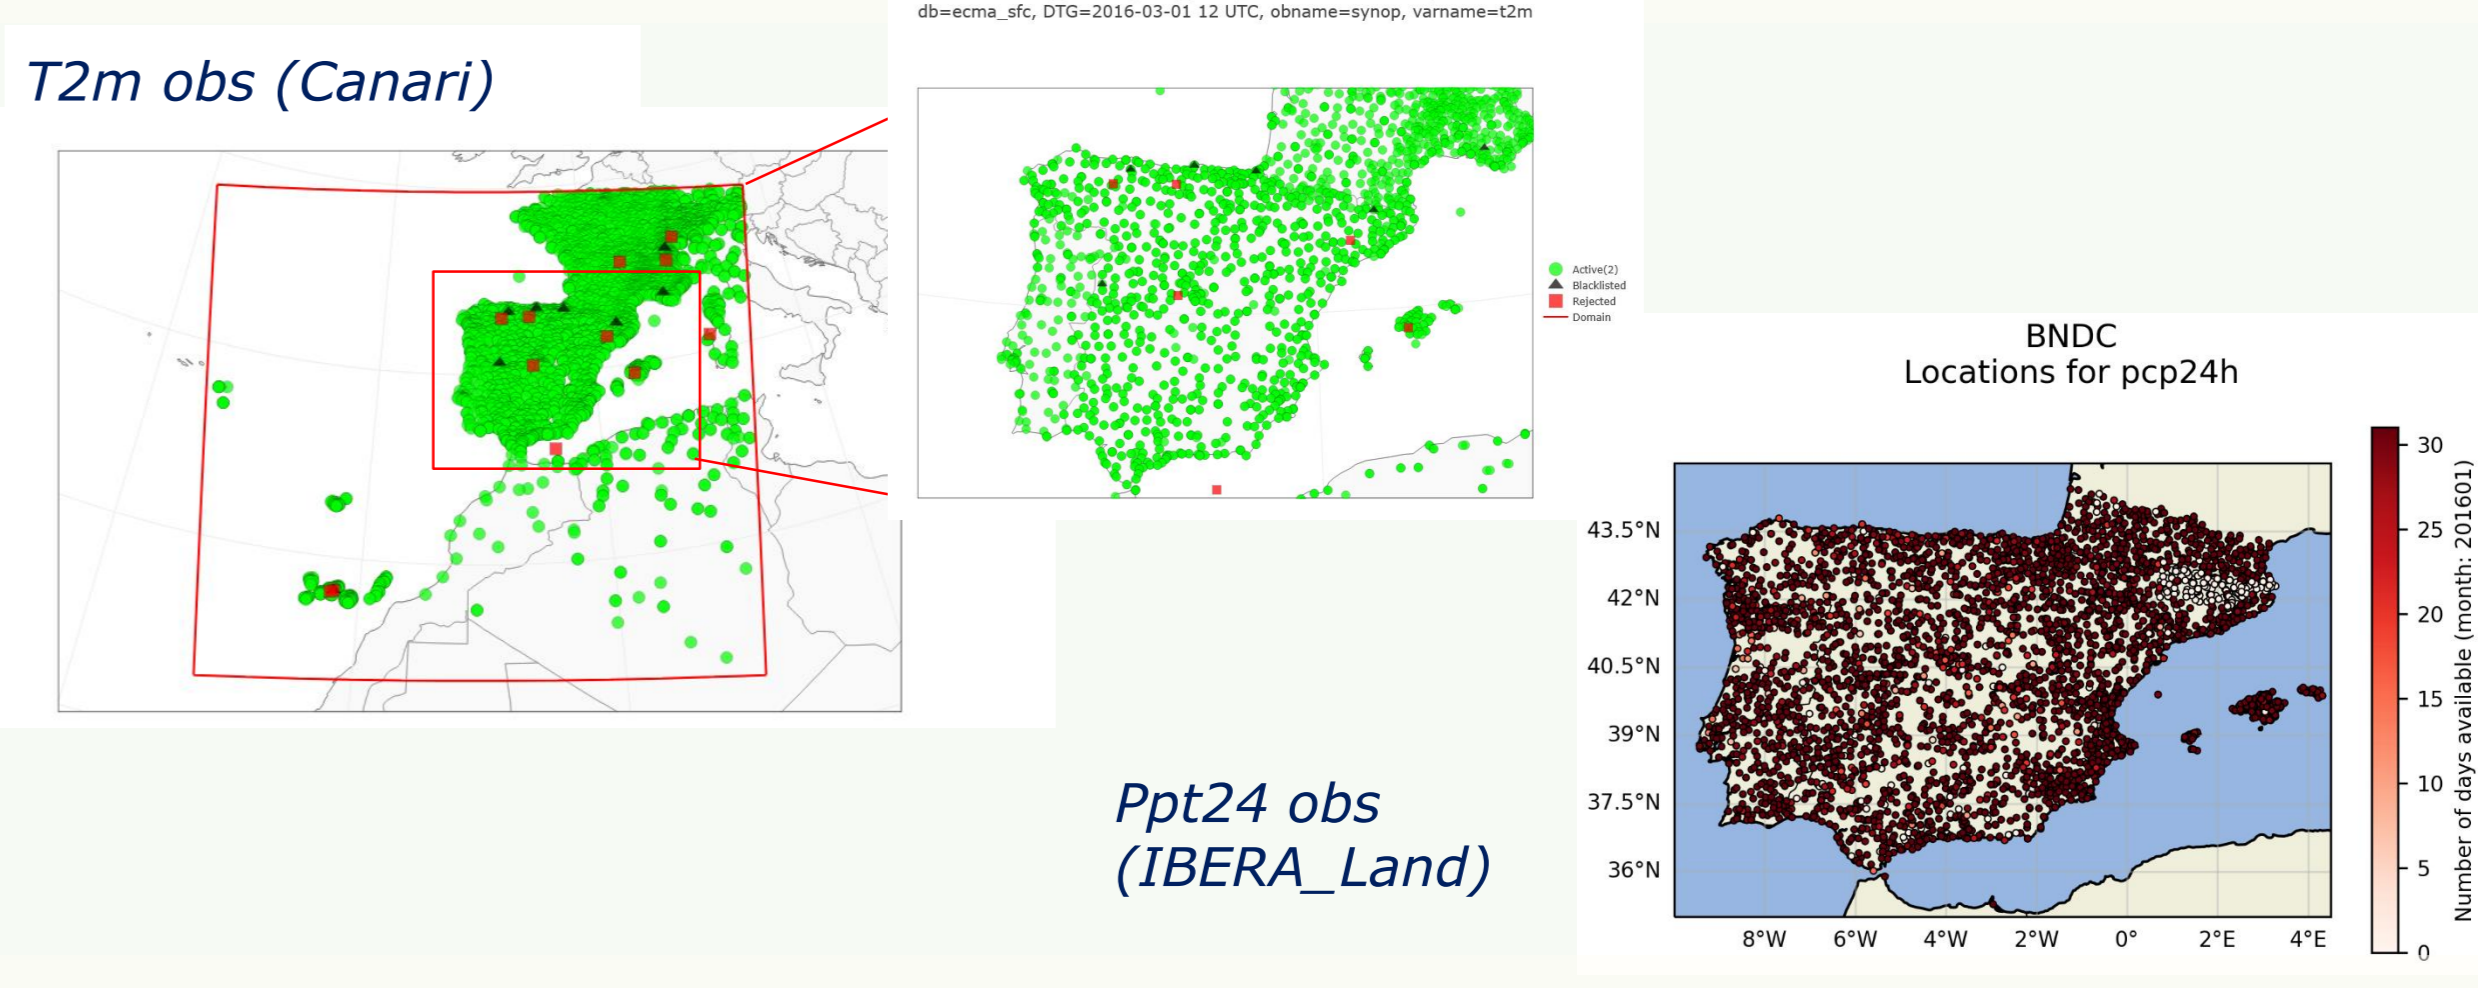 T2m obs (Canari)
db=ecma_sfc, DTG=2016-03-01 12 UTC, obname=synop, varname=t2m
Active(2)
Blacklisted
Rejected
Domain
Ppt24 obs
(IBERA_Land)
BNDC
Locations for pcp24h
43.5°N
42°N
40.5°N
39°N
37.5°N
36°N
8°W
6°W
4°W
2°W
0°
2°E
4°E
30
25
20
15
10
5
0
Number of days available (month: 201601)